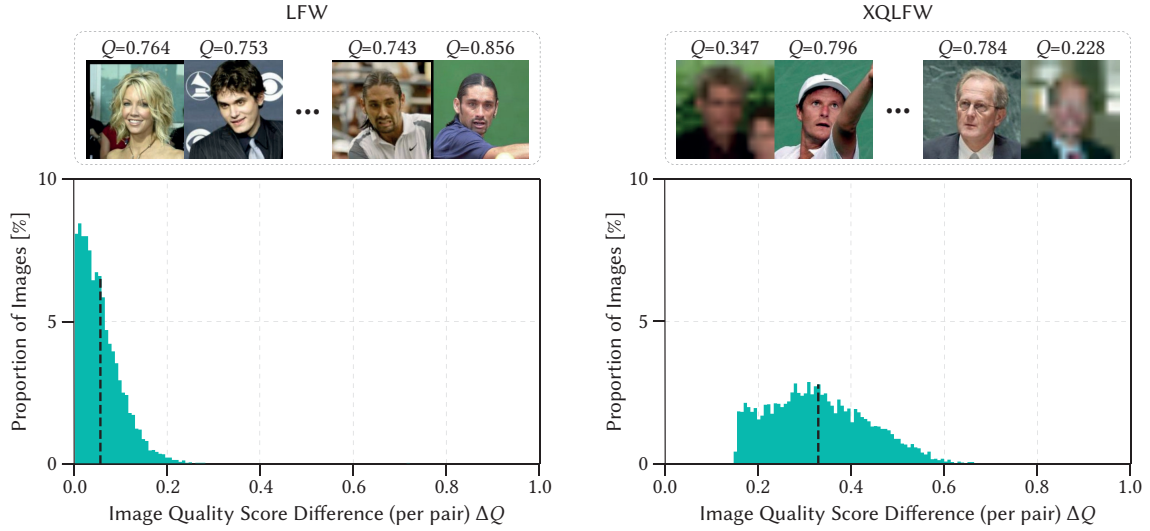 LFW
Q=0.764 Q=0.753 ••• Q=0.743 Q=0.856
10
5
0
Proportion of Images [%]
0.0 0.2 0.4 0.6 0.8 1.0
Image Quality Score Difference (per pair) ΔQ
XQLFW
Q=0.347 Q=0.796 ••• Q=0.784 Q=0.228
10
5
0
Proportion of Images [%]
0.0 0.2 0.4 0.6 0.8 1.0
Image Quality Score Difference (per pair) ΔQ